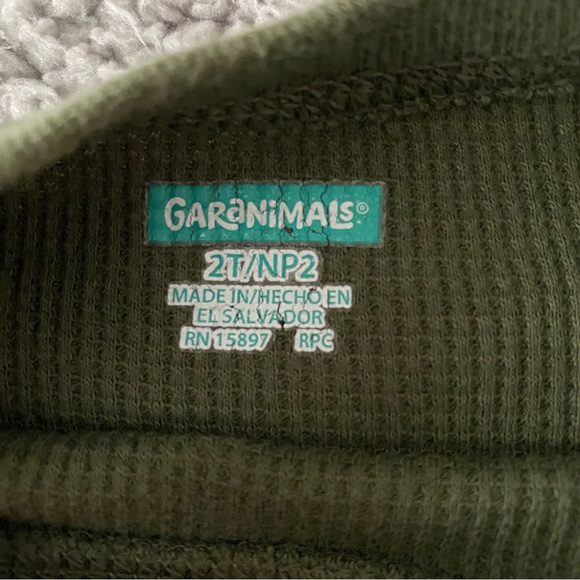 GARANIMALS®
2T/NP2
MADE IN/HECHO EN
EL SALVADOR
RN 15897 RPC